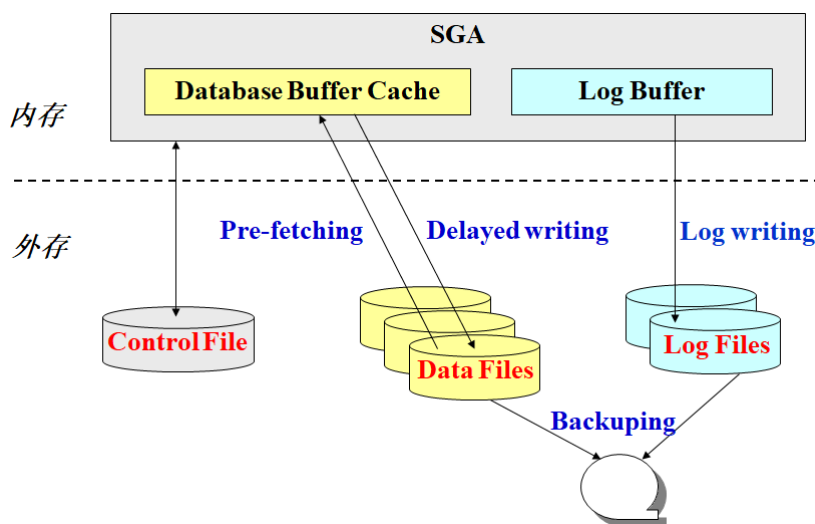 SGA
Database Buffer Cache
Log Buffer
内存
外存
Pre-fetching
Delayed writing
Log writing
Control File
Data Files
Log Files
Backuping